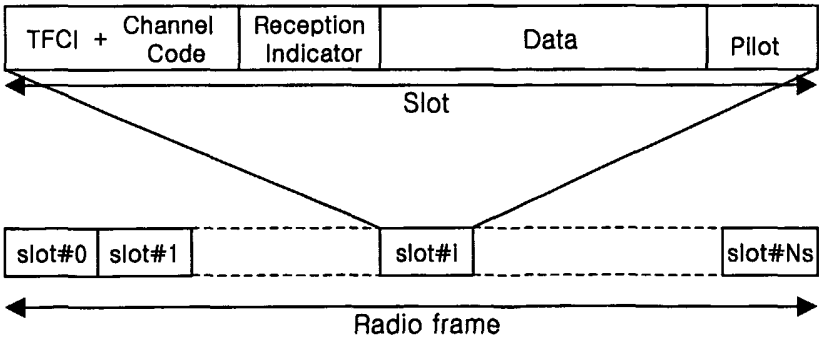 TFCI + Channel Code
Reception Indicator
Data
Pilot
Slot
slot#0
slot#1
slot#i
slot#Ns
Radio frame